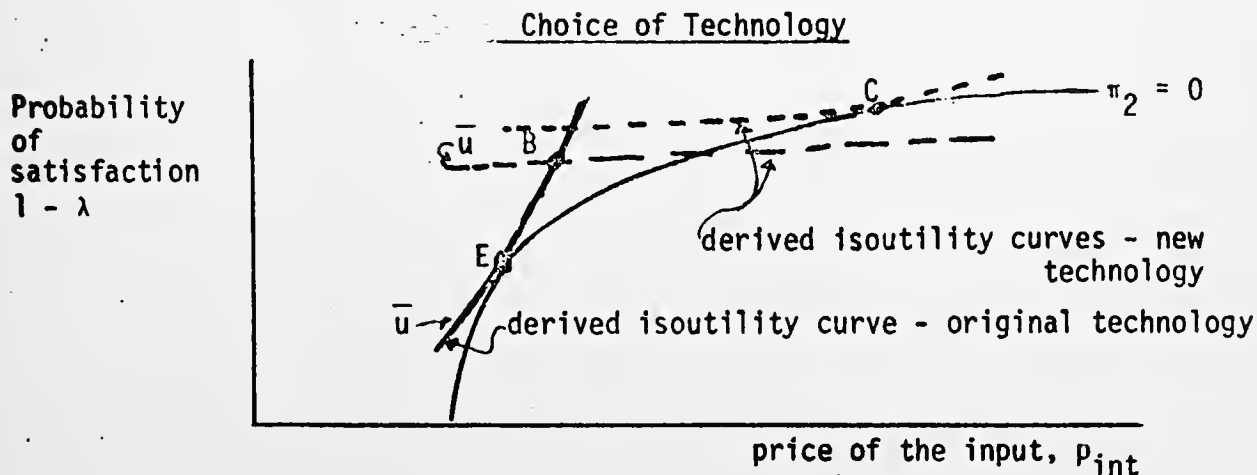 Choice of Technology
Probability
of
satisfaction
1 - λ
C
π₂ = 0
u̅
B
E
derived isoutility curves - new
technology
u̅
derived isoutility curve - original technology
price of the input, p_int